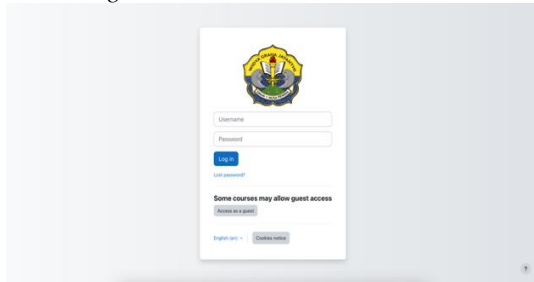 Username
Password
Log in
Lost password?
Some courses may allow guest access
Access as a guest
English (en)
Cookies notice
?